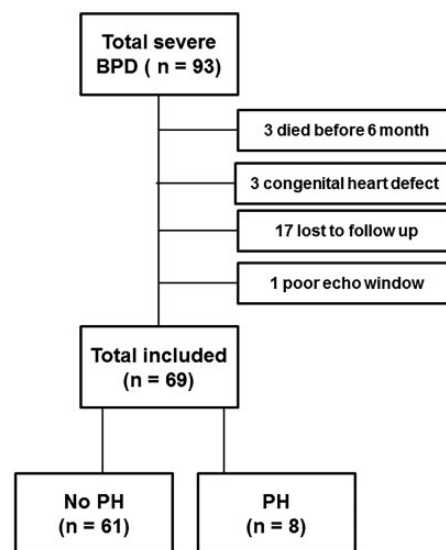 Total severe
BPD ( n = 93)
3 died before 6 month
3 congenital heart defect
17 lost to follow up
1 poor echo window
Total included
(n = 69)
No PH
(n = 61)
PH
(n = 8)